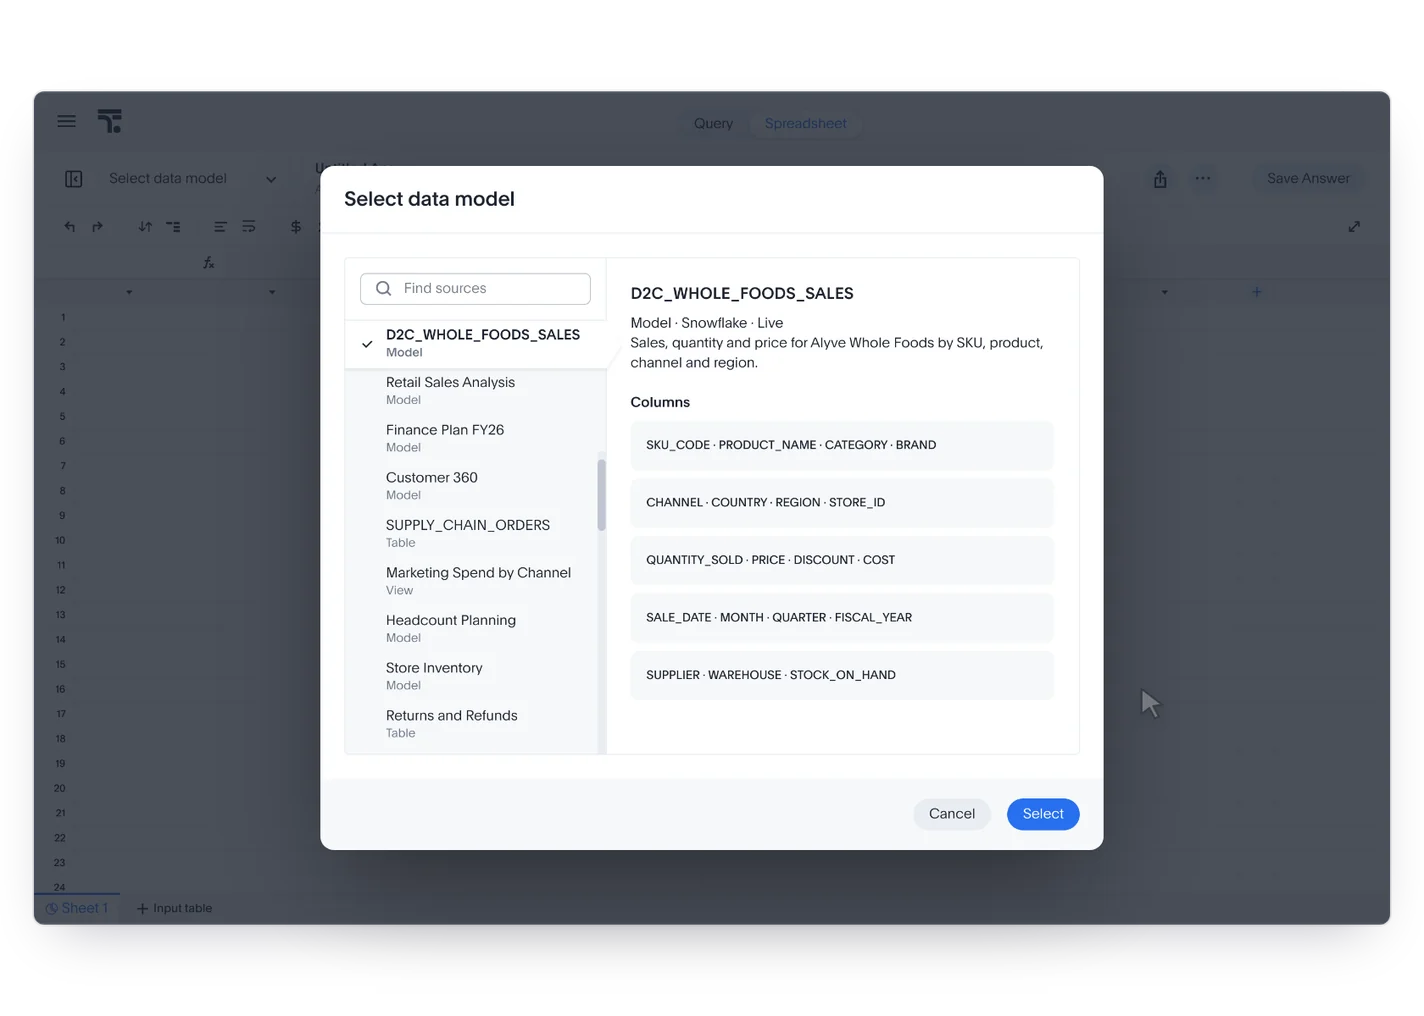 Query Spreadsheet
Select data model
Save Answer
Select data model
Find sources
D2C_WHOLE_FOODS_SALES
Model
Retail Sales Analysis
Model
Finance Plan FY26
Model
Customer 360
Model
SUPPLY_CHAIN_ORDERS
Table
Marketing Spend by Channel
View
Headcount Planning
Model
Store Inventory
Model
Returns and Refunds
Table
D2C_WHOLE_FOODS_SALES
Model · Snowflake · Live
Sales, quantity and price for Alyve Whole Foods by SKU, product,
channel and region.
Columns
SKU_CODE · PRODUCT_NAME · CATEGORY · BRAND
CHANNEL · COUNTRY · REGION · STORE_ID
QUANTITY_SOLD · PRICE · DISCOUNT · COST
SALE_DATE · MONTH · QUARTER · FISCAL_YEAR
SUPPLIER · WAREHOUSE · STOCK_ON_HAND
Cancel Select
$
fx
1
2
3
4
5
6
7
8
9
10
11
12
13
14
15
16
17
18
19
20
21
22
23
24
Sheet 1 + Input table